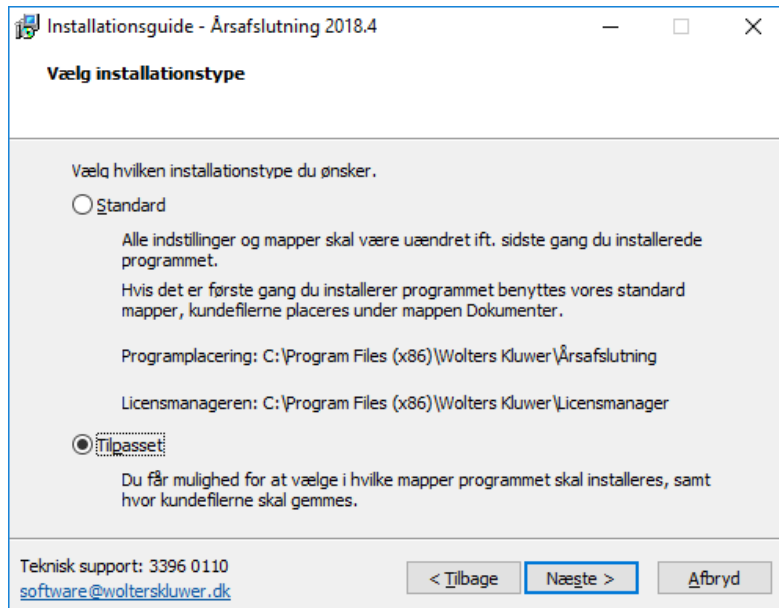 Installationsguide - Årsafslutning 2018.4
Vælg installationstype
Vælg hvilken installationstype du ønsker.
Standard
Alle indstillinger og mapper skal være uændret ift. sidste gang du installerede
programmet.
Hvis det er første gang du installerer programmet benyttes vores standard
mapper, kundefilerne placeres under mappen Dokumenter.
Programplacering: C:\Program Files (x86)\Wolters Kluwer\Årsafslutning
Licensmanageren: C:\Program Files (x86)\Wolters Kluwer\Licensmanager
Tilpasset
Du får mulighed for at vælge i hvilke mapper programmet skal installeres, samt
hvor kundefilerne skal gemmes.
Teknisk support: 3396 0110
software@wolterskluwer.dk
< Tilbage
Næste >
Afbryd